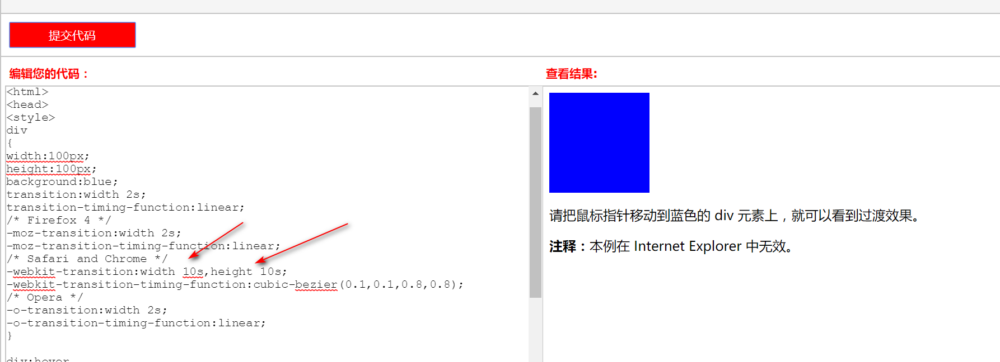 提交代码
编辑您的代码：
查看结果:
<html>
<head>
<style>
div
{
width:100px;
height:100px;
background:blue;
transition:width 2s;
transition-timing-function:linear;
/* Firefox 4 */
-moz-transition:width 2s;
-moz-transition-timing-function:linear;
/* Safari and Chrome */
-webkit-transition:width 10s,height 10s;
-webkit-transition-timing-function:cubic-bezier(0.1,0.1,0.8,0.8);
/* Opera */
-o-transition:width 2s;
-o-transition-timing-function:linear;
}
div:hover
请把鼠标指针移动到蓝色的 div 元素上，就可以看到过渡效果。
注释：本例在 Internet Explorer 中无效。